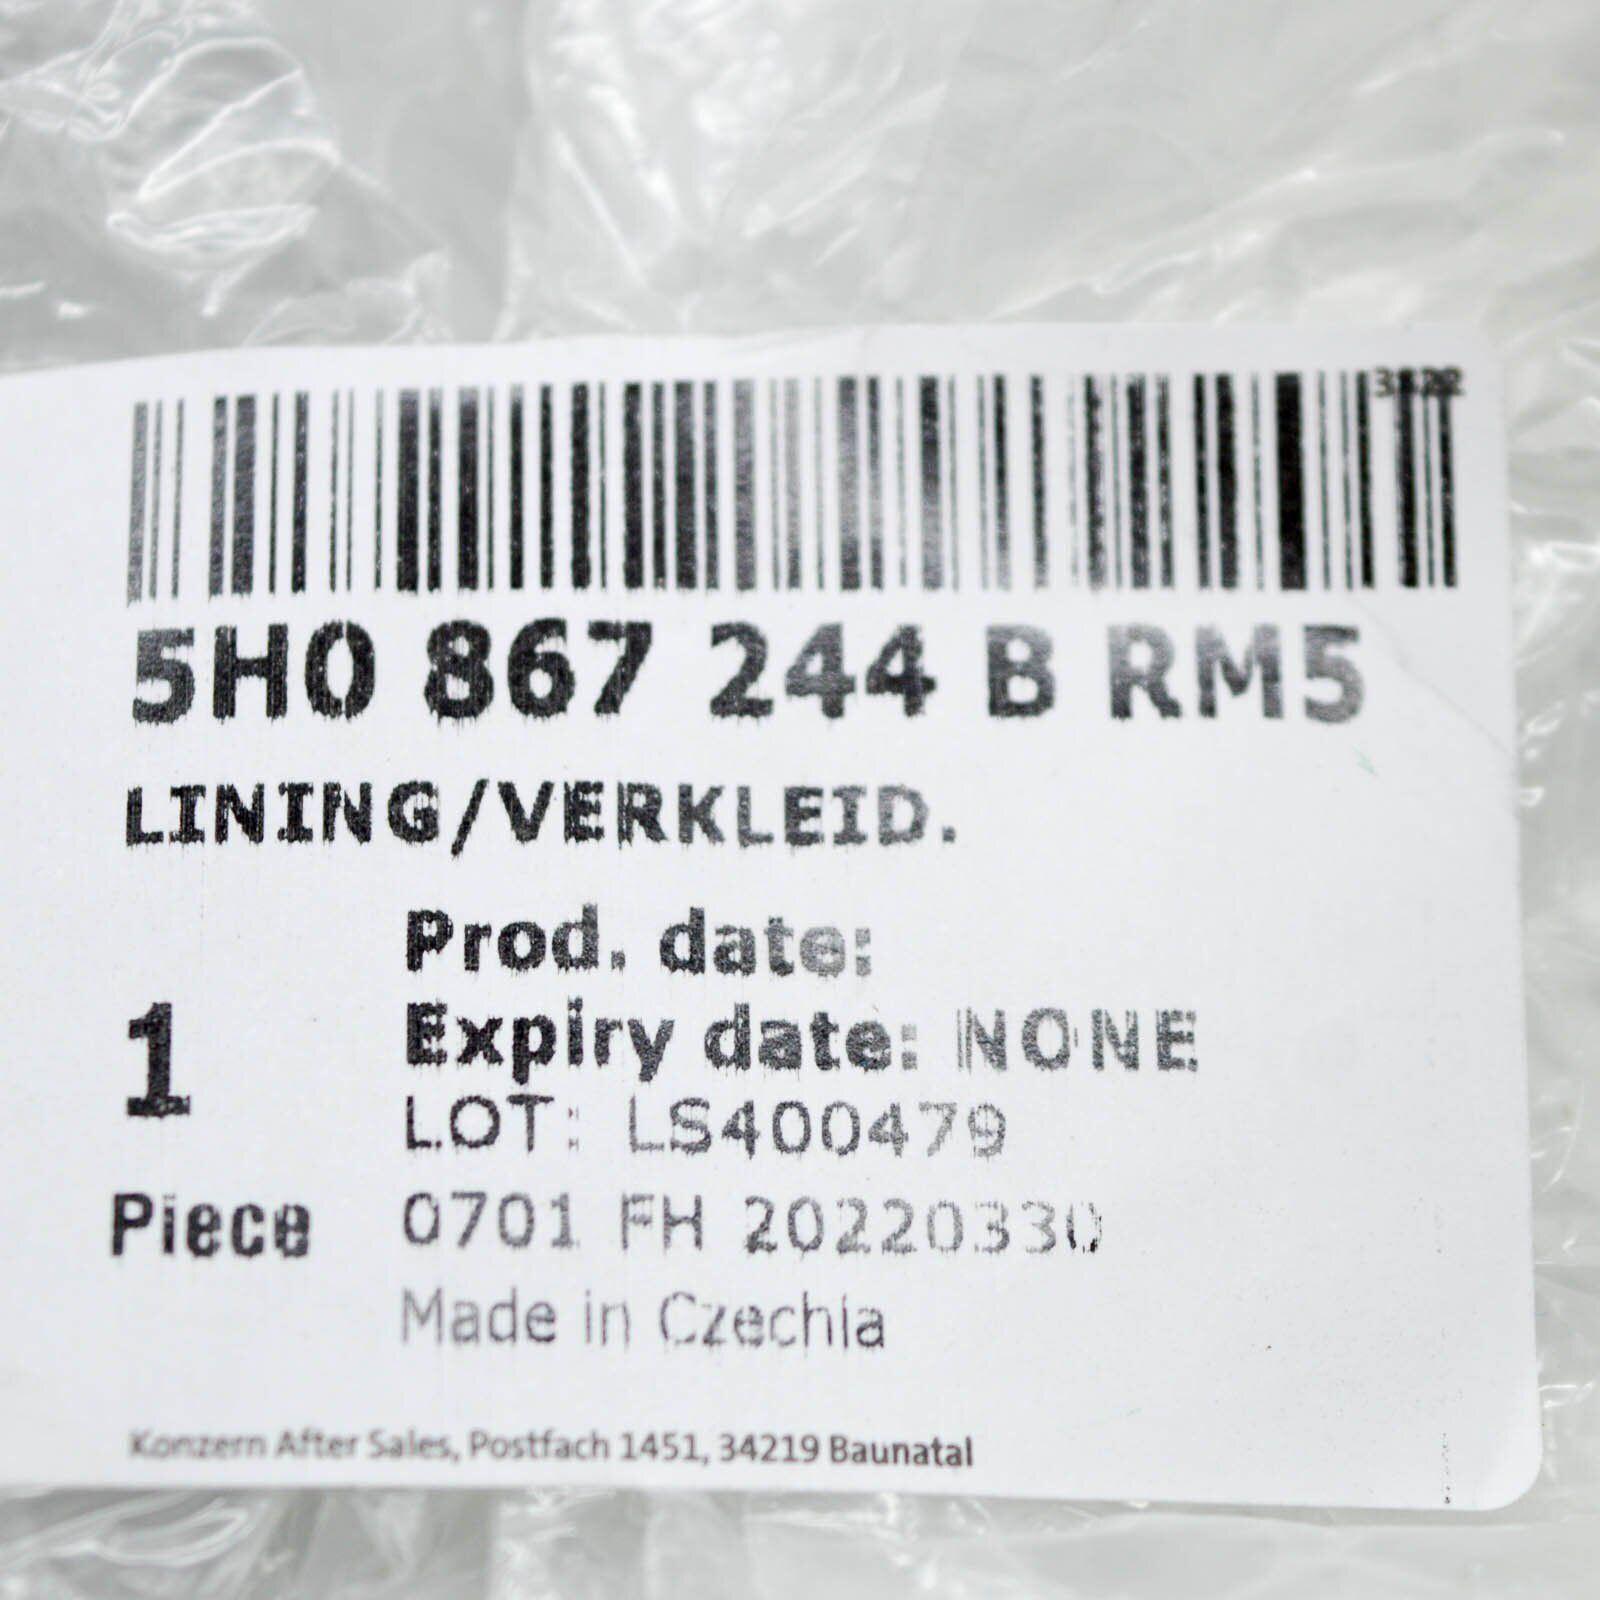 5H0 867 244 B RM5
LINING/VERKLEID.
Prod. date:
Expiry date: NONE
1
LOT: LS400479
Piece
0701 FH 20220330
Made in Czechia
Konzern After Sales, Postfach 1451, 34219 Baunatal